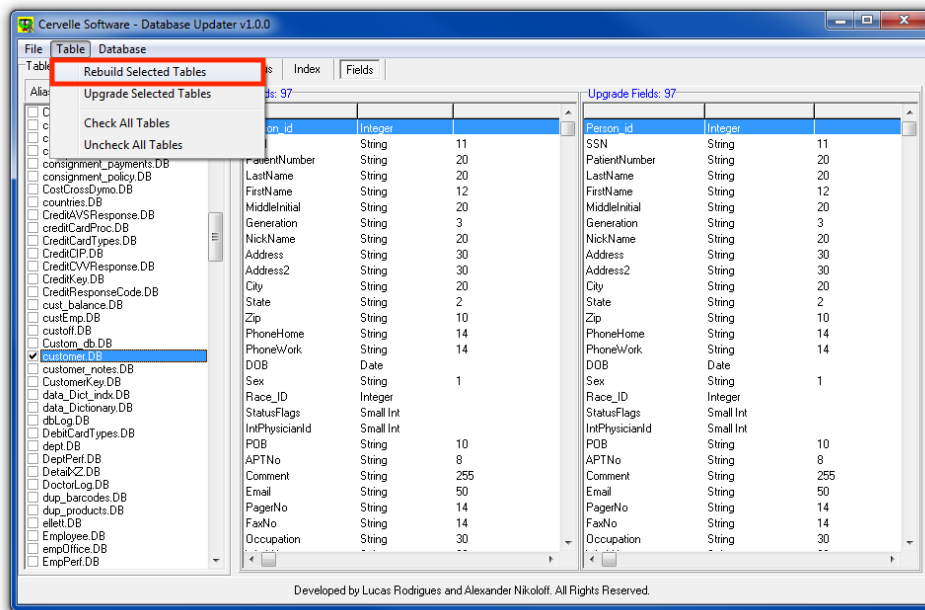 Cervelle Software - Database Updater v1.0.0
File Table Database
Rebuild Selected Tables
Upgrade Selected Tables
Check All Tables
Uncheck All Tables
Index Fields
Upgrade Fields: 97
consignment_payments.DB
consignment_policy.DB
CostCrossDymo.DB
countries.DB
CreditAVSResponse.DB
creditCardProc.DB
CreditCardTypes.DB
CreditCIP.DB
CreditCVVResponse.DB
CreditKey.DB
CreditResponseCode.DB
cust_balance.DB
custEmp.DB
custoff.DB
Custom_db.DB
customer.DB
customer_notes.DB
CustomerKey.DB
data_Dict_indx.DB
data_Dictionary.DB
dbLog.DB
DebitCardTypes.DB
dept.DB
DeptPerf.DB
DetailXZ.DB
DoctorLog.DB
dup_barcodes.DB
dup_products.DB
ellett.DB
Employee.DB
empOffice.DB
EmpPerf.DB
Integer
String 11
PatientNumber String 20
LastName String 20
FirstName String 12
MiddleInitial String 20
Generation String 3
NickName String 20
Address String 30
Address2 String 30
City String 20
State String 2
Zip String 10
PhoneHome String 14
PhoneWork String 14
DOB Date
Sex String 1
Race_ID Integer
StatusFlags Small Int
IntPhysicianId Small Int
POB String 10
APTNo String 8
Comment String 255
Email String 50
PagerNo String 14
FaxNo String 14
Occupation String 30
Person_id Integer
SSN String 11
PatientNumber String 20
LastName String 20
FirstName String 12
MiddleInitial String 20
Generation String 3
NickName String 20
Address String 30
Address2 String 30
City String 20
State String 2
Zip String 10
PhoneHome String 14
PhoneWork String 14
DOB Date
Sex String 1
Race_ID Integer
StatusFlags Small Int
IntPhysicianId Small Int
POB String 10
APTNo String 8
Comment String 255
Email String 50
PagerNo String 14
FaxNo String 14
Occupation String 30
Developed by Lucas Rodrigues and Alexander Nikoloff. All Rights Reserved.